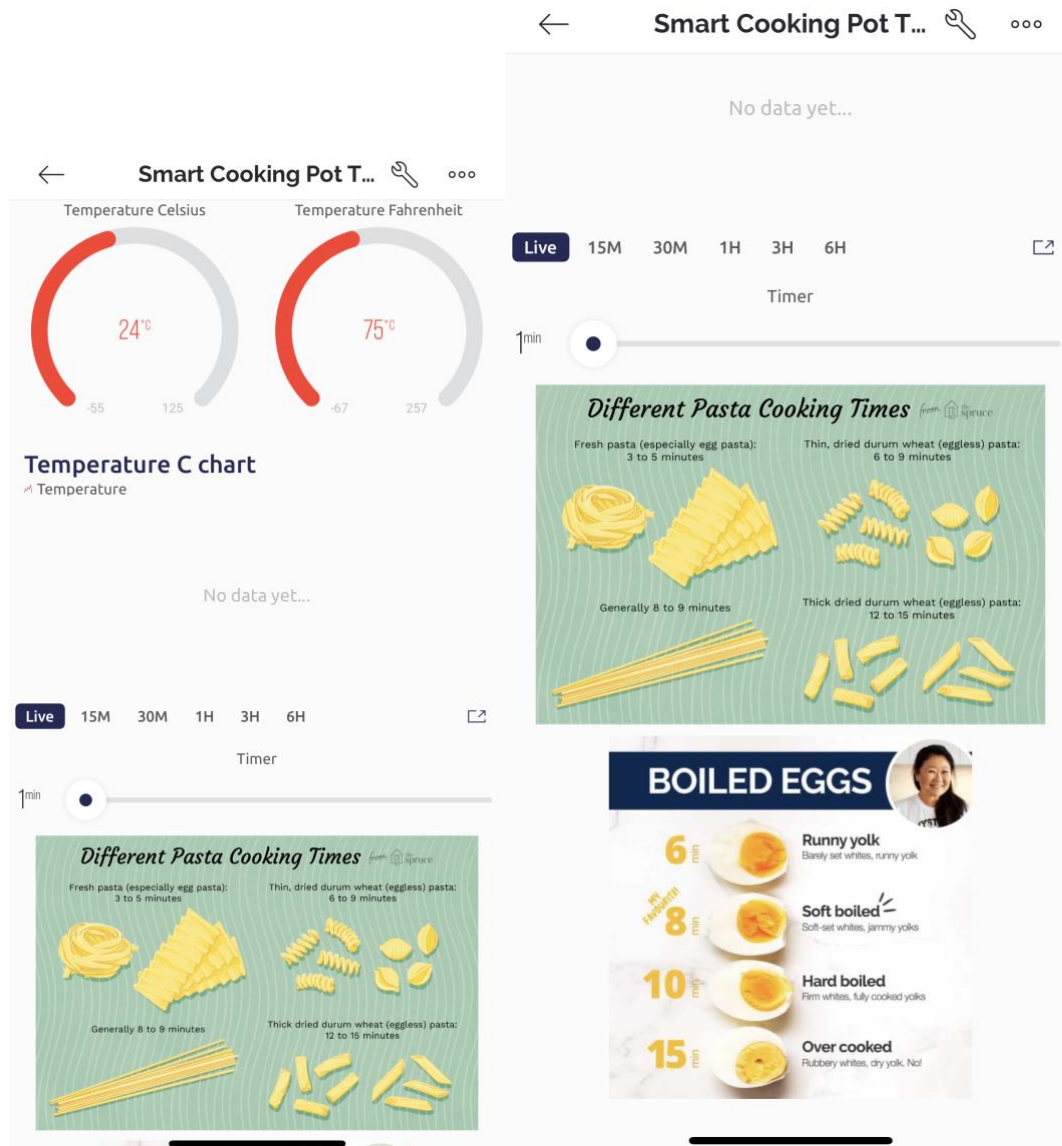 Smart Cooking Pot T...
Temperature Celsius
Temperature Fahrenheit
24°C
75°C
-55
125
-67
257
Temperature C chart
Temperature
No data yet...
Live 15M 30M 1H 3H 6H
Timer
1min
Different Pasta Cooking Times from the spruce
Fresh pasta (especially egg pasta):
3 to 5 minutes
Thin, dried durum wheat (eggless) pasta:
6 to 9 minutes
Generally 8 to 9 minutes
Thick dried durum wheat (eggless) pasta:
12 to 15 minutes
Smart Cooking Pot T...
No data yet...
Live 15M 30M 1H 3H 6H
Timer
1min
Different Pasta Cooking Times from the spruce
Fresh pasta (especially egg pasta):
3 to 5 minutes
Thin, dried durum wheat (eggless) pasta:
6 to 9 minutes
Generally 8 to 9 minutes
Thick dried durum wheat (eggless) pasta:
12 to 15 minutes
BOILED EGGS
6 min
Runny yolk
Barely set whites, runny yolk
MY
FAVOURITE!
8 min
Soft boiled
Soft-set whites, jammy yolks
10 min
Hard boiled
Firm whites, fully cooked yolks
15 min
Over cooked
Rubbery whites, dry yolk. No!